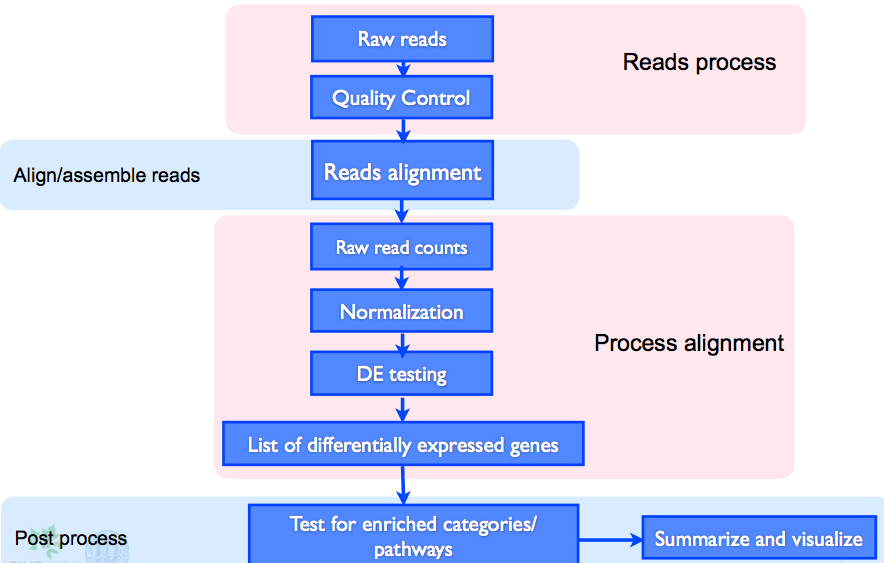 Raw reads
Reads process
Quality Control
Align/assemble reads
Reads alignment
Raw read counts
Normalization
Process alignment
DE testing
List of differentially expressed genes
Test for enriched categories/
pathways
Post process
Summarize and visualize